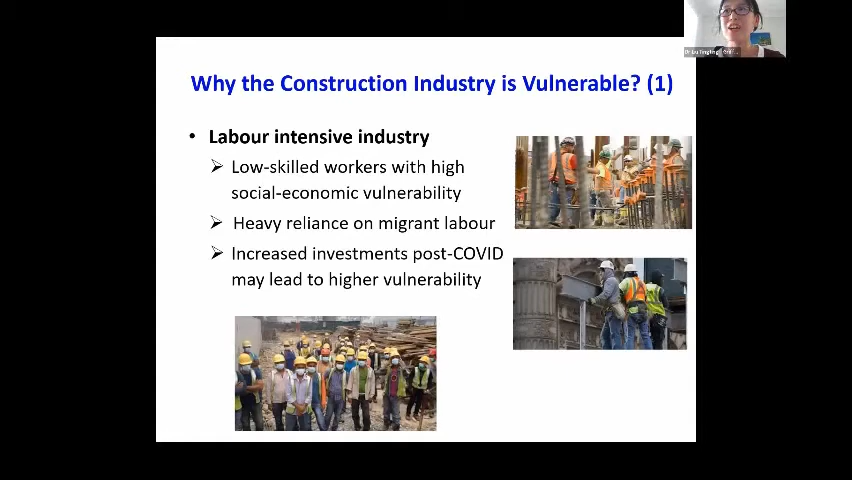 Why the Construction Industry is Vulnerable? (1)
• Labour intensive industry
➢ Low-skilled workers with high
social-economic vulnerability
➢ Heavy reliance on migrant labour
➢ Increased investments post-COVID
may lead to higher vulnerability